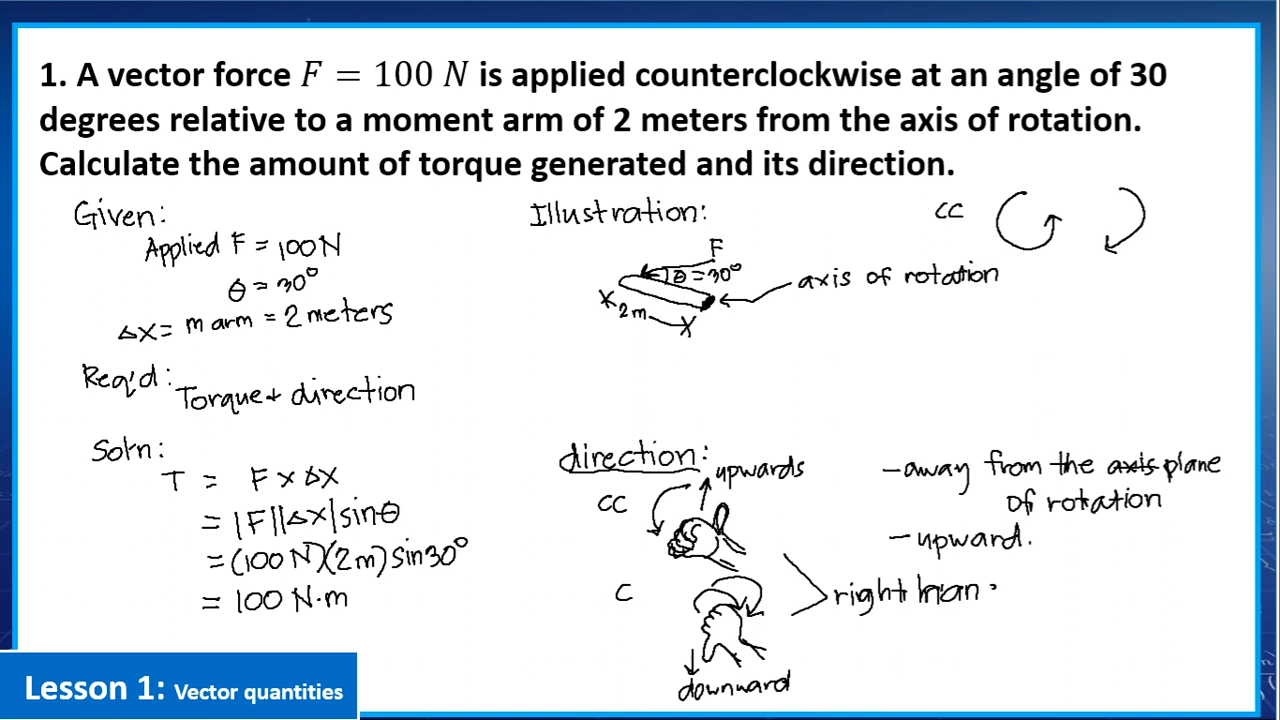 1. A vector force F = 100 N is applied counterclockwise at an angle of 30
degrees relative to a moment arm of 2 meters from the axis of rotation.
Calculate the amount of torque generated and its direction.
Given:
Applied F = 100N
θ = 30°
ΔX = m arm = 2 meters
Req'd:
Torque + direction
Sol'n:
T = F × ΔX
= |F||ΔX|sinθ
= (100 N)(2m) sin30°
= 100 N·m
Illustration:
CC
F
θ = 30°
axis of rotation
2m
direction:
upwards
CC
C
downward
- away from the axis plane
of rotation
- upward.
right han
Lesson 1: Vector quantities